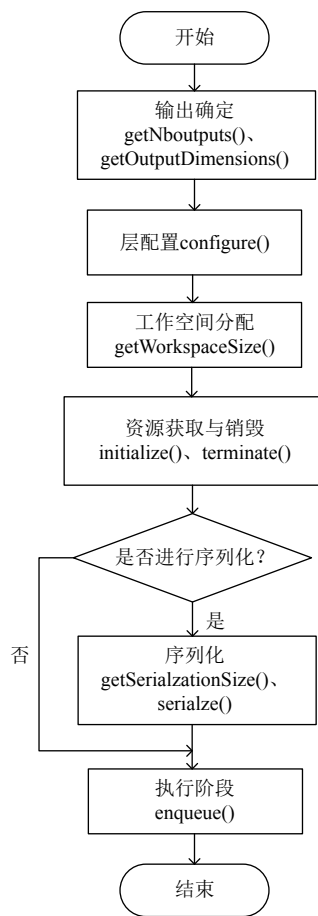 开始
输出确定
getNboutputs()、
getOutputDimensions()
层配置configure()
工作空间分配
getWorkspaceSize()
资源获取与销毁
initialize()、terminate()
是否进行序列化？
是
否
序列化
getSerialzationSize()、
serialze()
执行阶段
enqueue()
结束